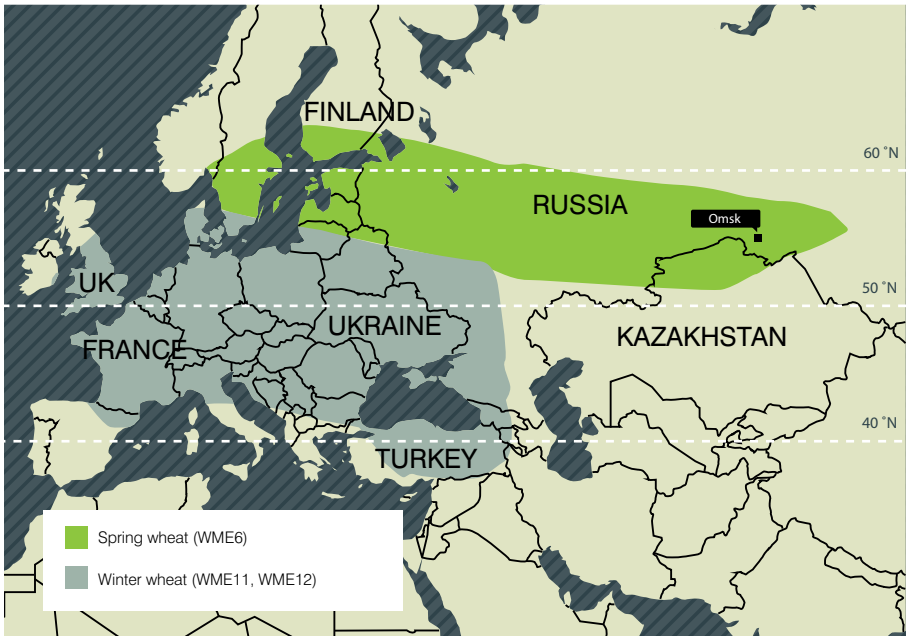 FINLAND
60 °N
RUSSIA
Omsk
UK
50 °N
UKRAINE
FRANCE
KAZAKHSTAN
40 °N
TURKEY
Spring wheat (WME6)
Winter wheat (WME11, WME12)